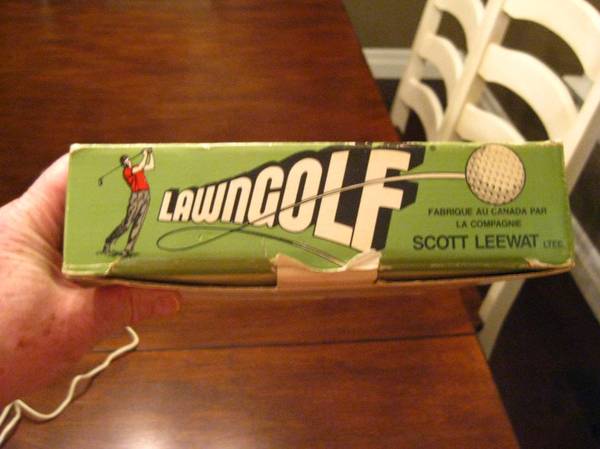 LAWNGOLF
FABRIQUE AU CANADA PAR
LA COMPAGNIE
SCOTT LEEWAT LTEE.